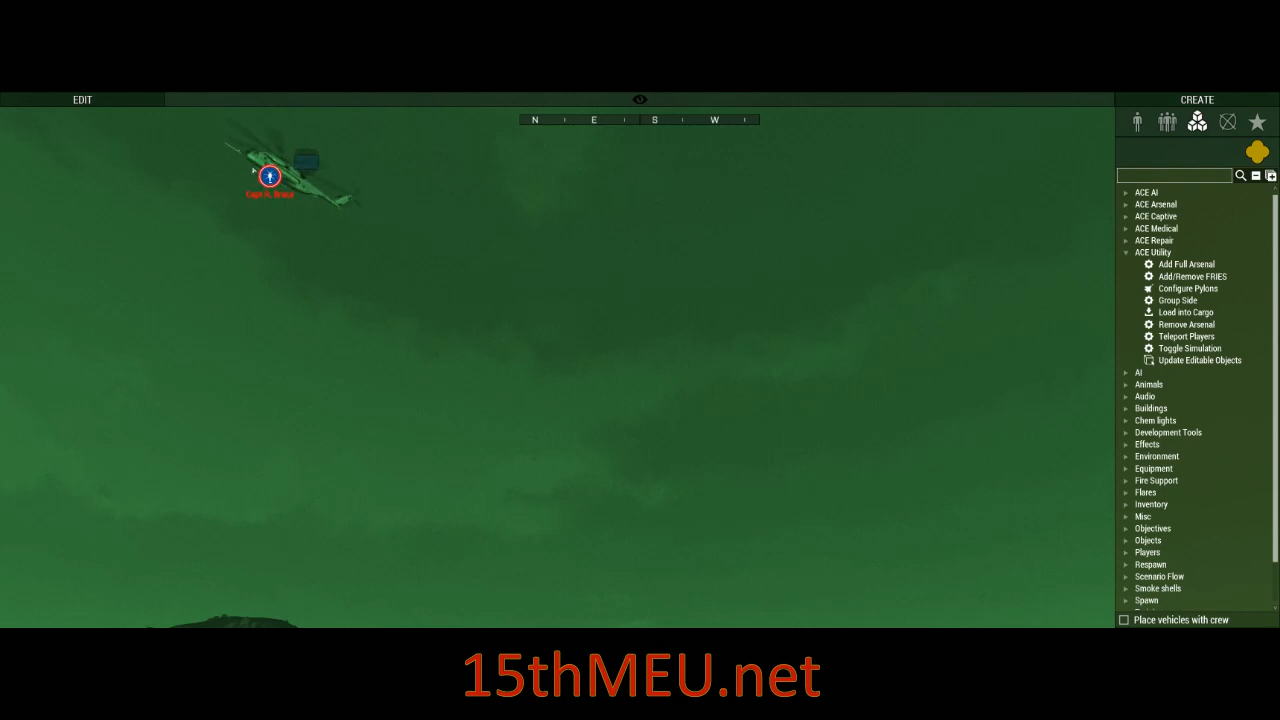 EDIT
CREATE
N E S W
ACE AI
ACE Arsenal
ACE Captive
ACE Medical
ACE Repair
ACE Utility
Add Full Arsenal
Add/Remove FRIES
Configure Pylons
Group Side
Load into Cargo
Remove Arsenal
Teleport Players
Toggle Simulation
Update Editable Objects
AI
Animals
Audio
Buildings
Chem lights
Development Tools
Effects
Environment
Equipment
Fire Support
Flares
Inventory
Misc
Objectives
Objects
Players
Respawn
Scenario Flow
Smoke shells
Spawn
Place vehicles with crew
15thMEU.net